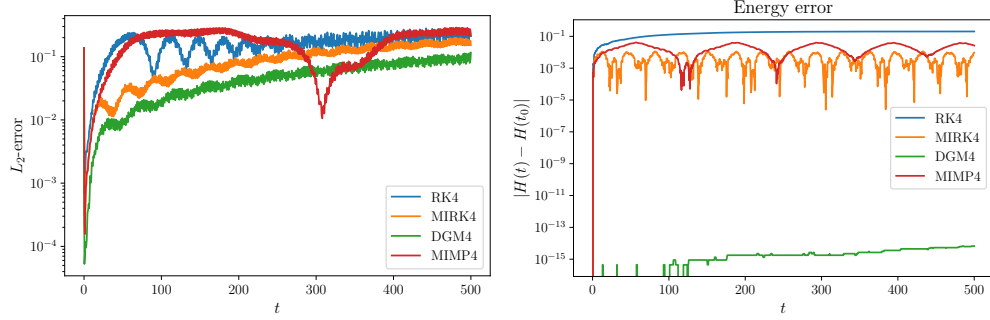 Energy error
L₂-error
10⁻¹
10⁻²
10⁻³
10⁻⁴
0
100
200
300
400
500
t
RK4
MIRK4
DGM4
MIMP4
|H(t) − H(t₀)|
10⁻¹
10⁻³
10⁻⁵
10⁻⁷
10⁻⁹
10⁻¹¹
10⁻¹³
10⁻¹⁵
0
100
200
300
400
500
t
RK4
MIRK4
DGM4
MIMP4